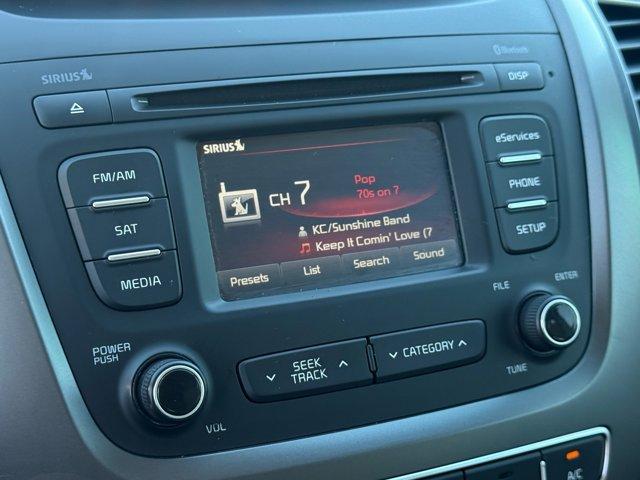 SIRIUS
Bluetooth
DISP
FM/AM
SAT
MEDIA
SIRIUS
CH 7
Pop
70s on 7
KC/Sunshine Band
Keep It Comin' Love (7
Presets
List
Search
Sound
eServices
PHONE
SETUP
POWER
PUSH
VOL
SEEK
TRACK
CATEGORY
FILE
ENTER
TUNE
A/C